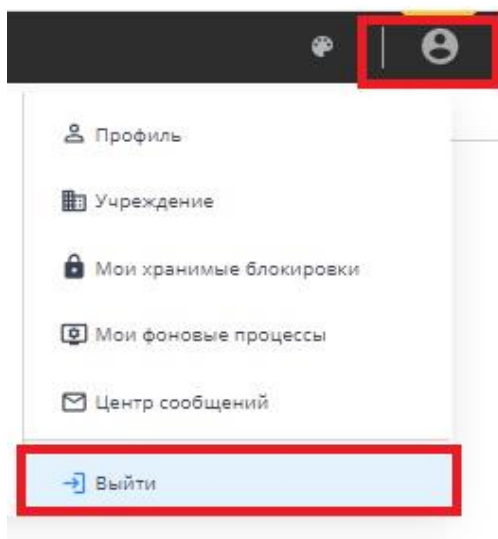 Профиль
Учреждение
Мои хранимые блокировки
Мои фоновые процессы
Центр сообщений
Выйти